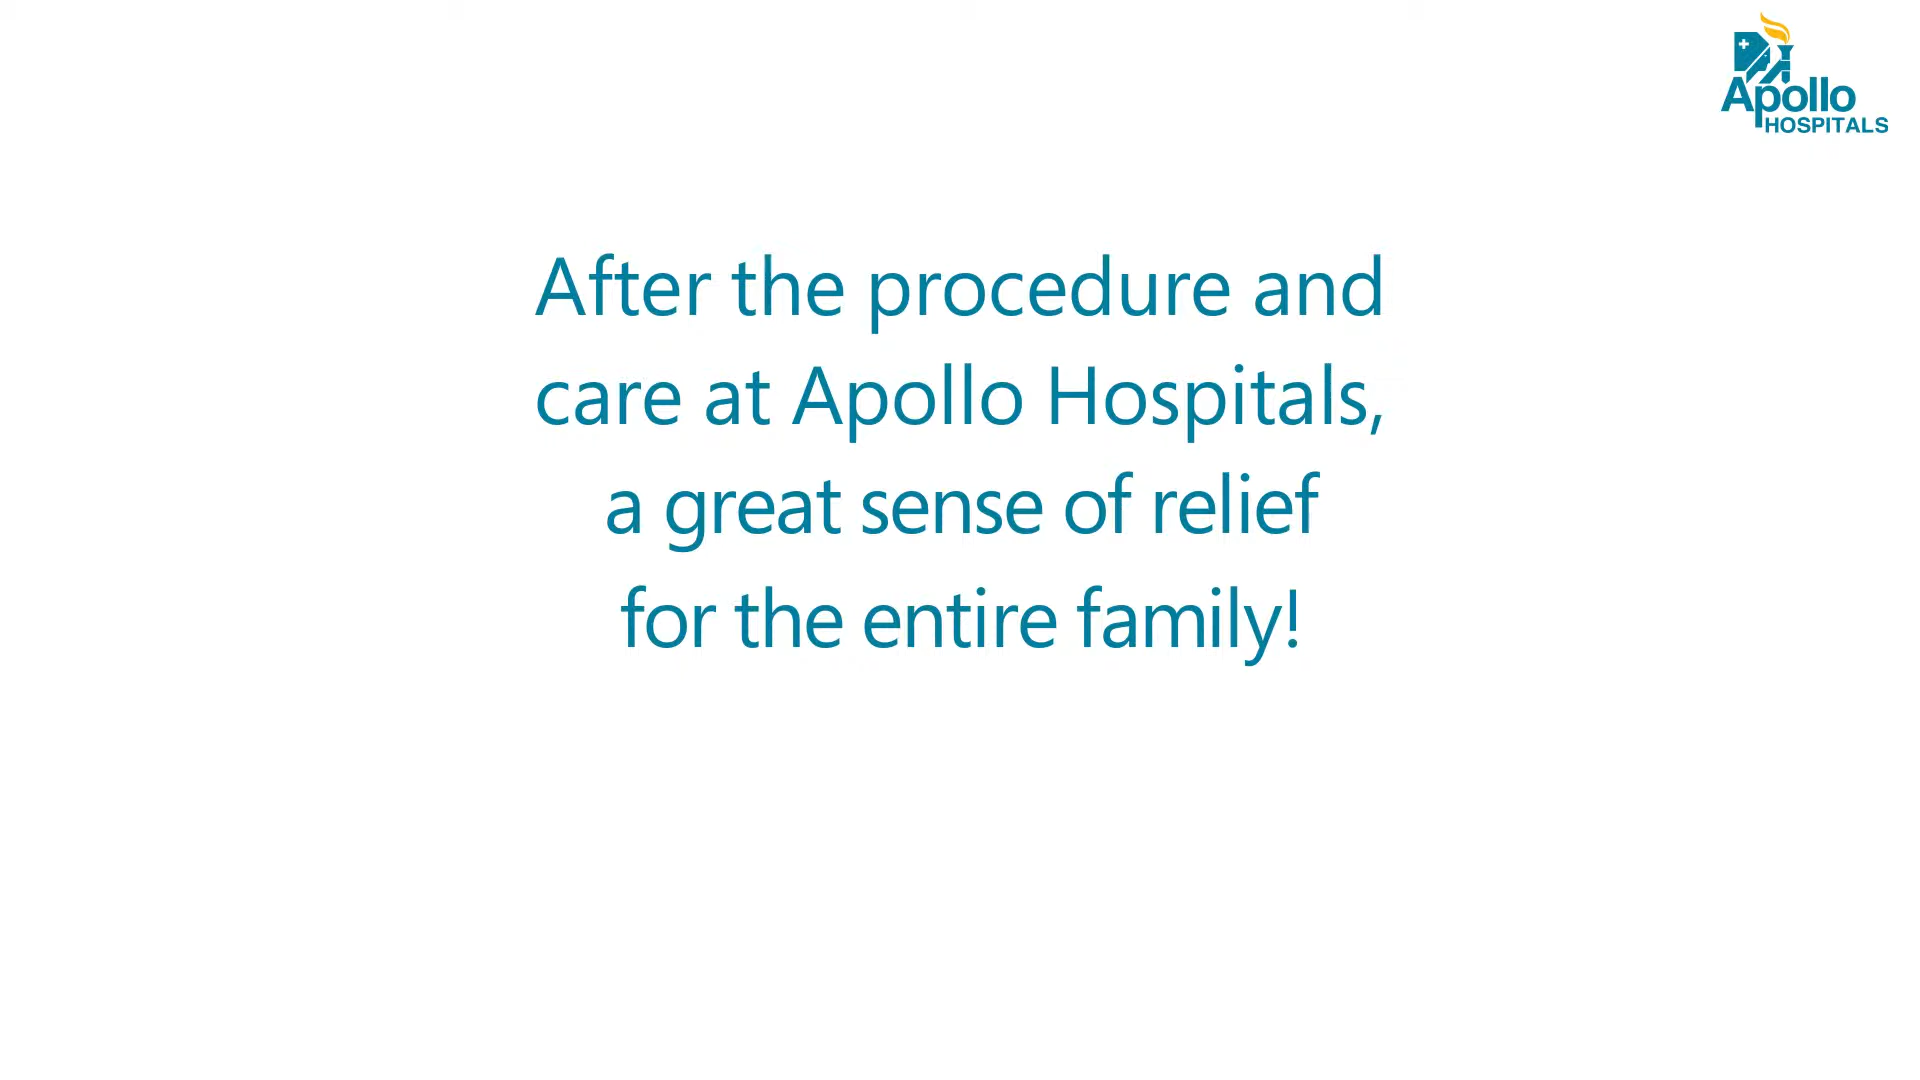 Apollo
HOSPITALS
After the procedure and
care at Apollo Hospitals,
a great sense of relief
for the entire family!